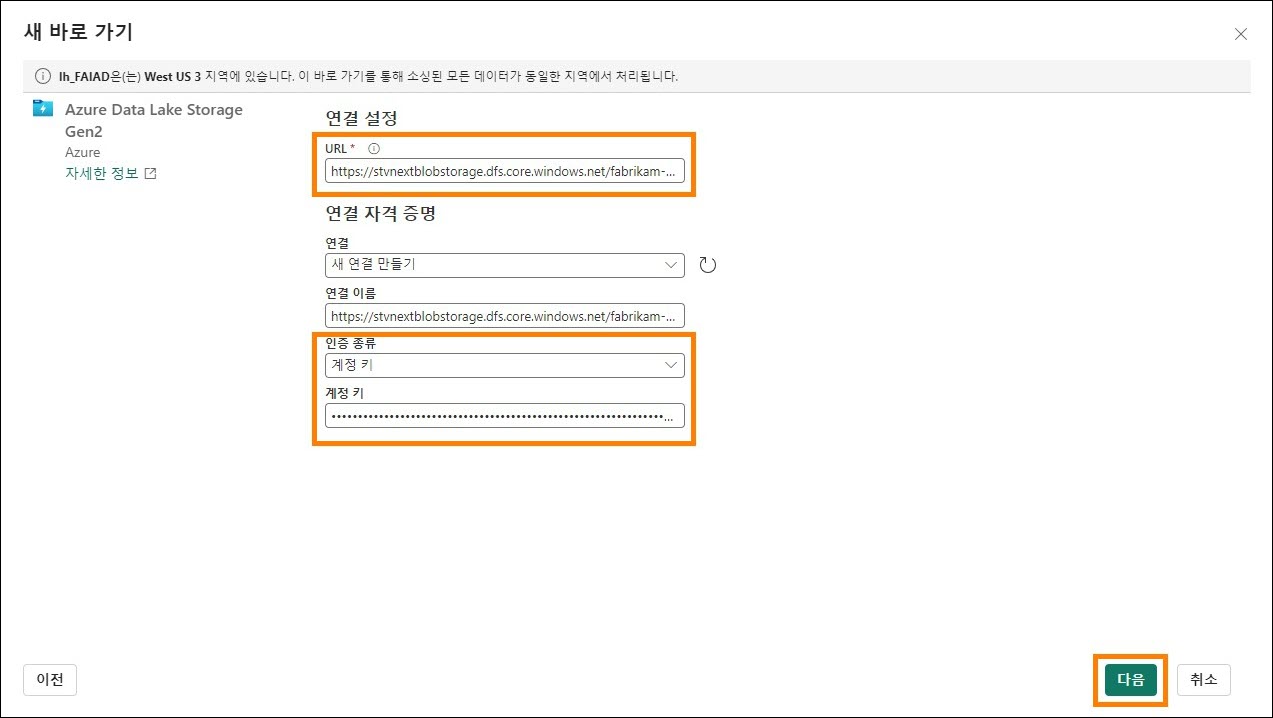 새 바로 가기
lh_FAIAD은(는) West US 3 지역에 있습니다. 이 바로 가기를 통해 소싱된 모든 데이터가 동일한 지역에서 처리됩니다.
Azure Data Lake Storage
Gen2
Azure
자세한 정보
연결 설정
URL *
https://stvnextblobstorage.dfs.core.windows.net/fabrikam-...
연결 자격 증명
연결
새 연결 만들기
연결 이름
https://stvnextblobstorage.dfs.core.windows.net/fabrikam-...
인증 종류
계정 키
계정 키
이전
다음
취소